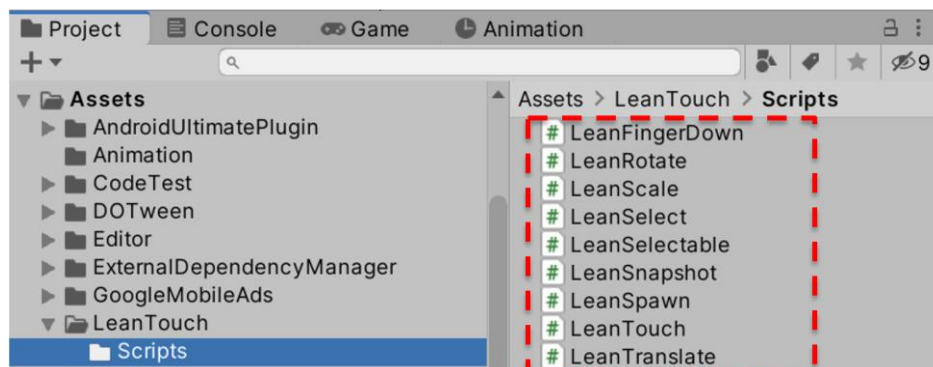 Project Console Game Animation
9
Assets
AndroidUltimatePlugin
Animation
CodeTest
DOTween
Editor
ExternalDependencyManager
GoogleMobileAds
LeanTouch
Scripts
Assets > LeanTouch > Scripts
# LeanFingerDown
# LeanRotate
# LeanScale
# LeanSelect
# LeanSelectable
# LeanSnapshot
# LeanSpawn
# LeanTouch
# LeanTranslate